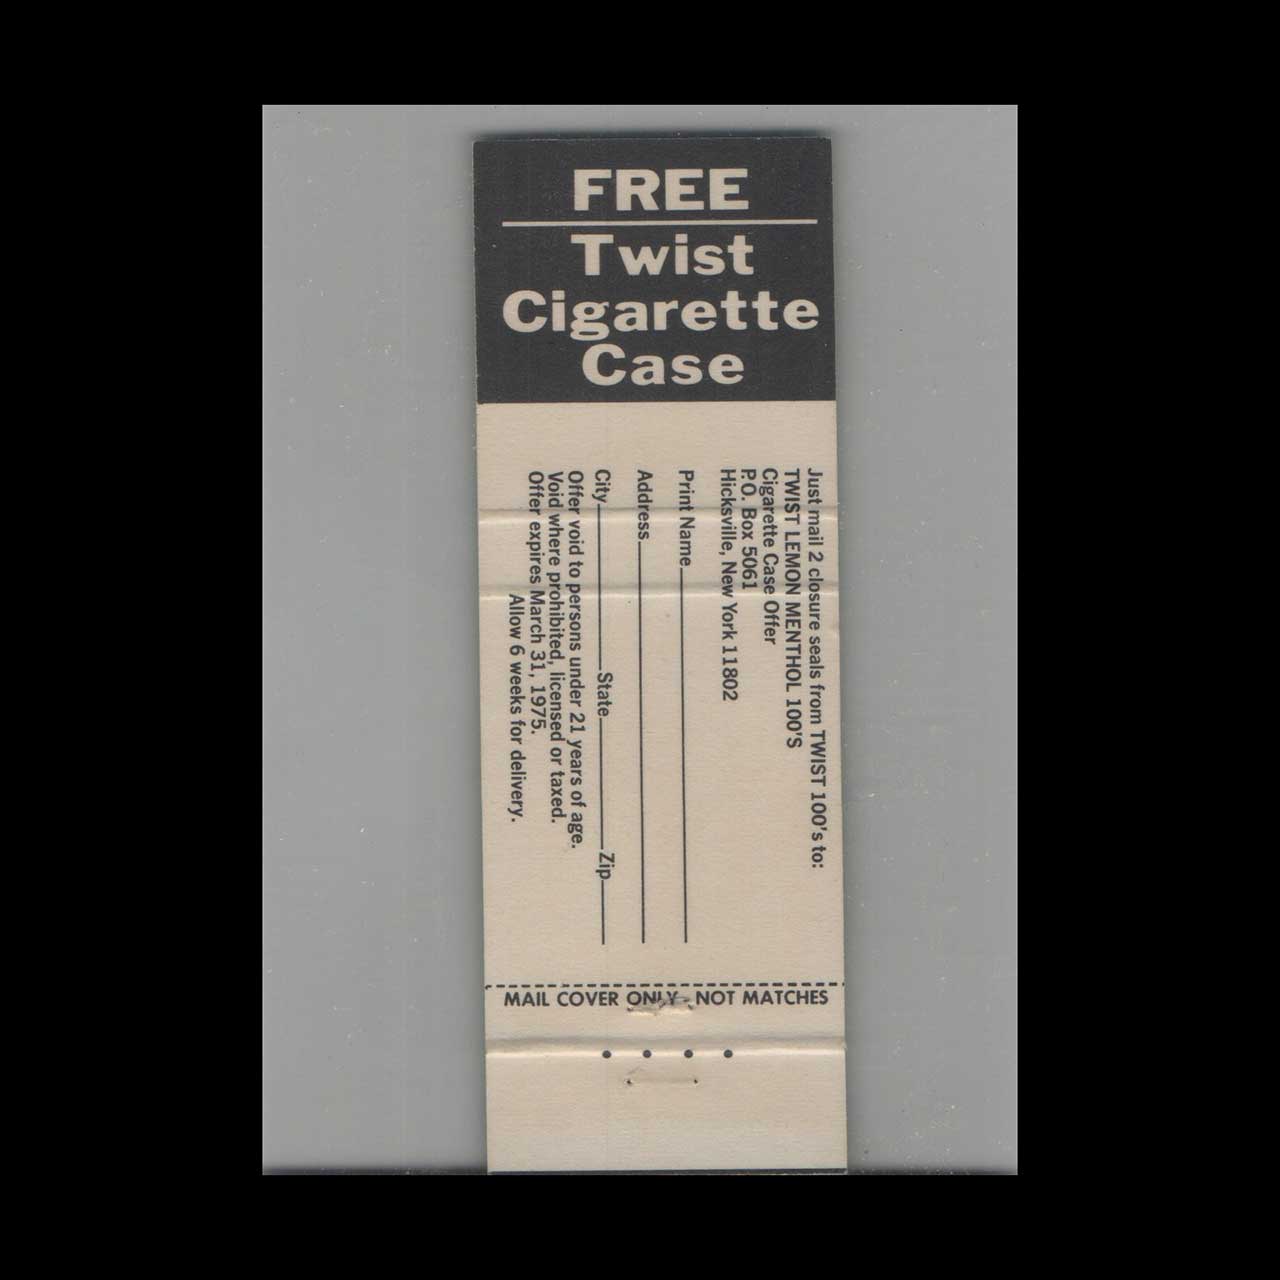 FREE
Twist
Cigarette
Case
Just mail 2 closure seals from TWIST 100's to:
TWIST LEMON MENTHOL 100'S
Cigarette Case Offer
P.O. Box 5061
Hicksville, New York 11802
Print Name
Address
City State Zip
Offer void to persons under 21 years of age.
Void where prohibited, licensed or taxed.
Offer expires March 31, 1975.
Allow 6 weeks for delivery.
MAIL COVER ONLY - NOT MATCHES